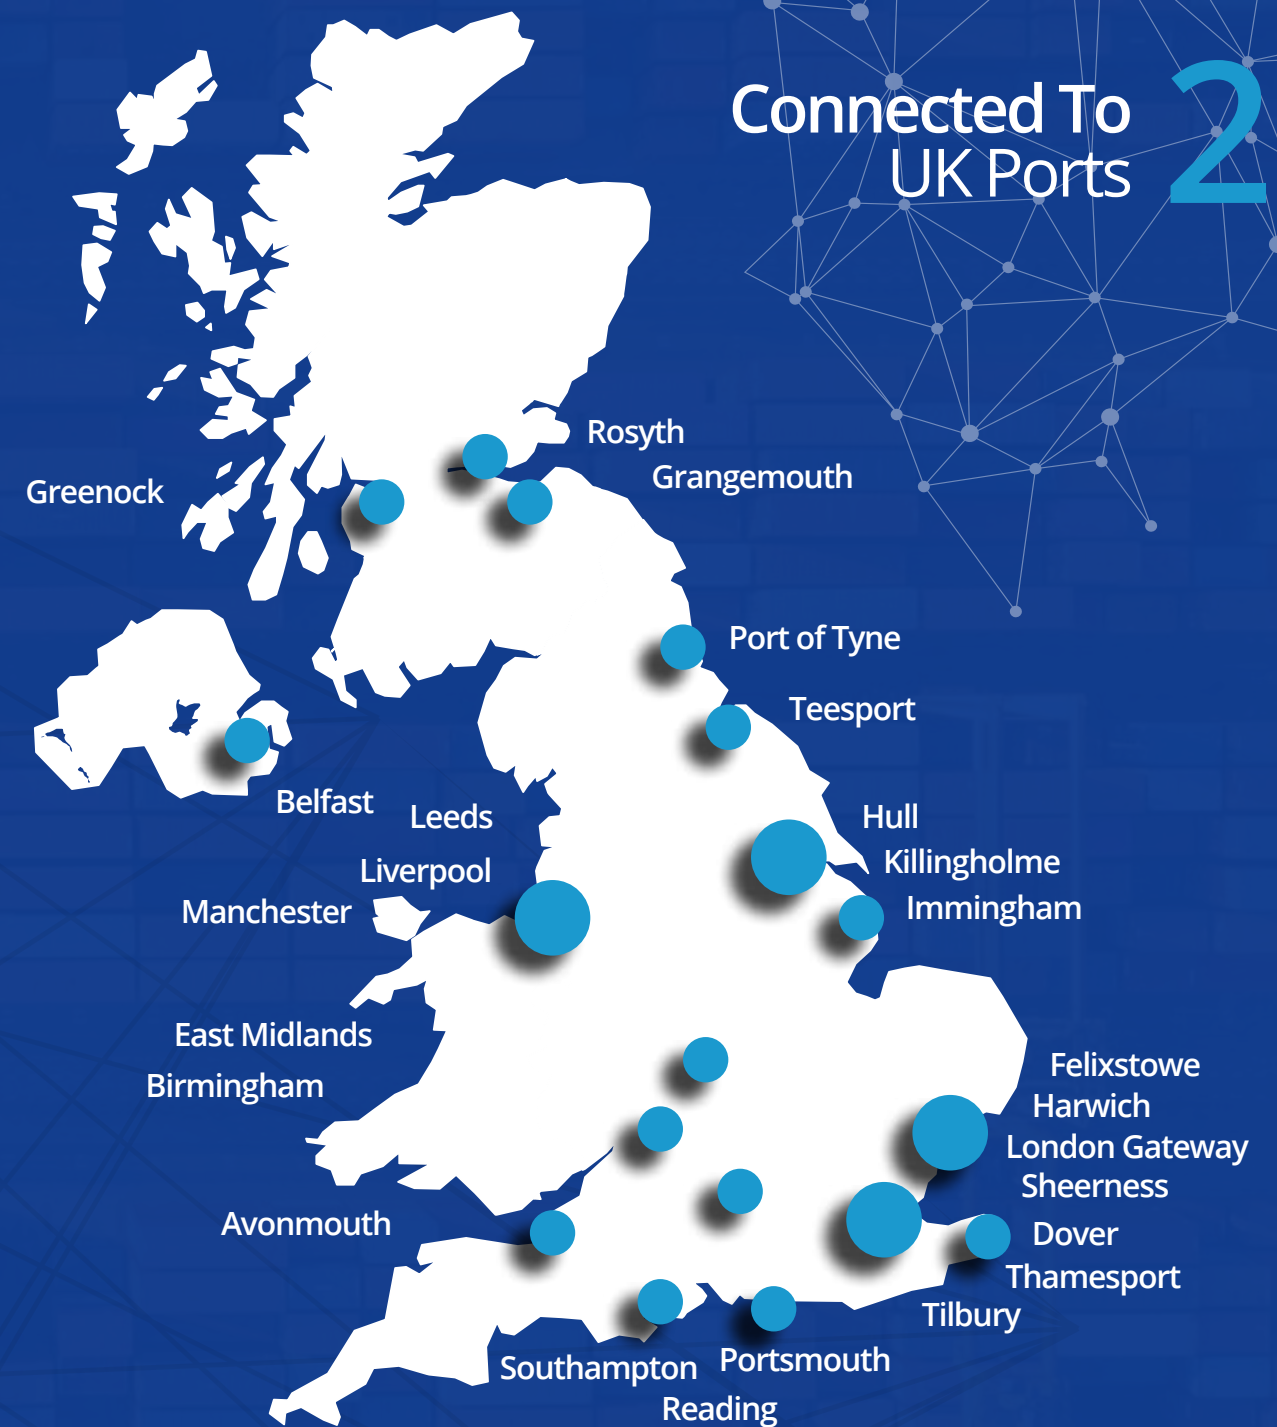 Connected To
UK Ports
2
Rosyth
Grangemouth
Greenock
Port of Tyne
Teesport
Belfast
Leeds
Hull
Liverpool
Killingholme
Manchester
Immingham
East Midlands
Birmingham
Felixstowe
Harwich
London Gateway
Sheerness
Avonmouth
Dover
Thamesport
Tilbury
Southampton
Portsmouth
Reading